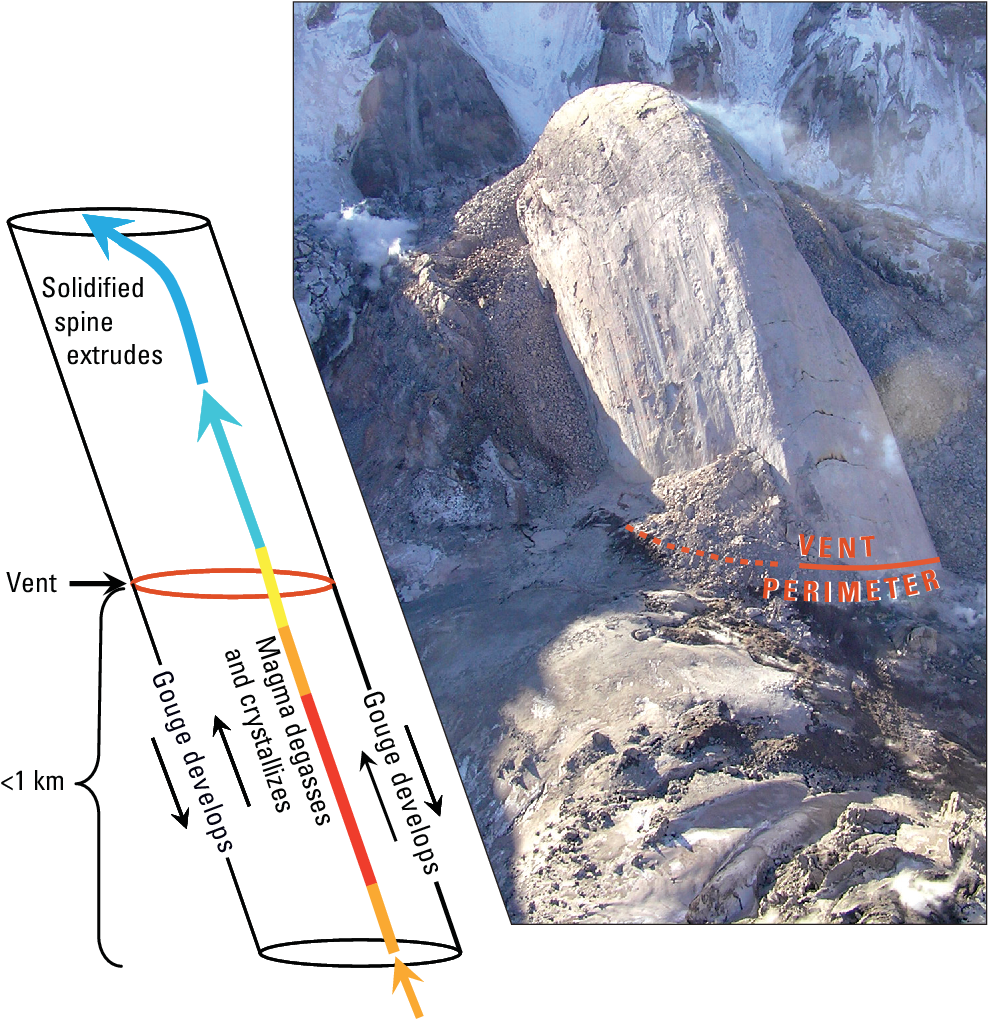 Solidified
spine
extrudes
Vent
Gouge develops
Magma degasses
and crystallizes
Gouge develops
<1 km
VENT
PERIMETER